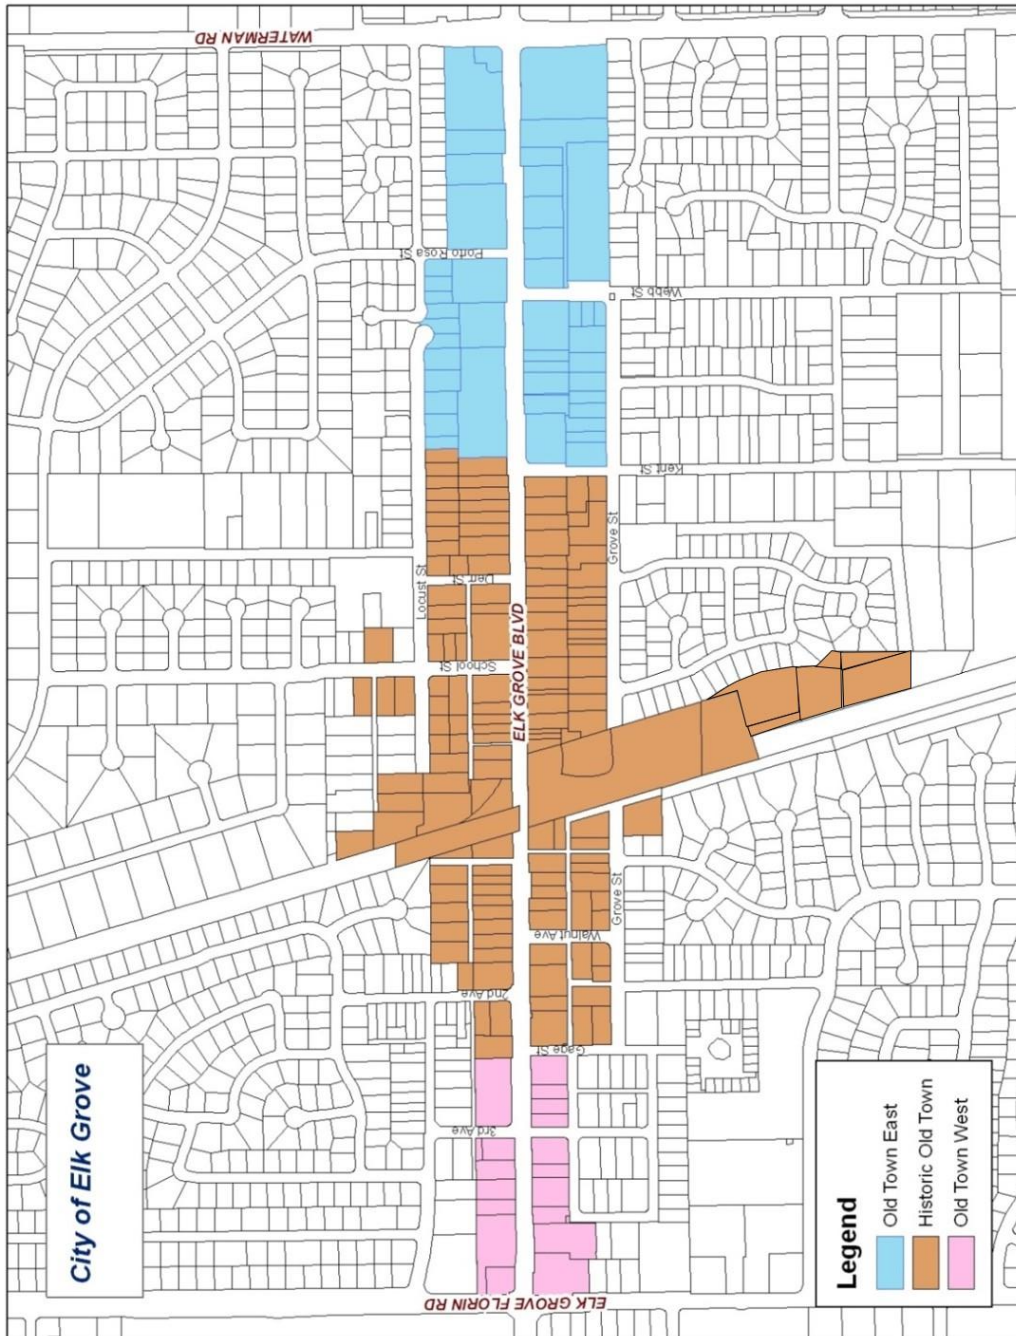 City of Elk Grove
WATERMAN RD
Porto Rosa St
Webb St
Kent St
Locust St
Derr St
Grove St
School St
ELK GROVE BLVD
Walnut Ave
Grove St
2nd Ave
Gage St
3rd Ave
ELK GROVE FLORIN RD
Legend
Old Town East
Historic Old Town
Old Town West